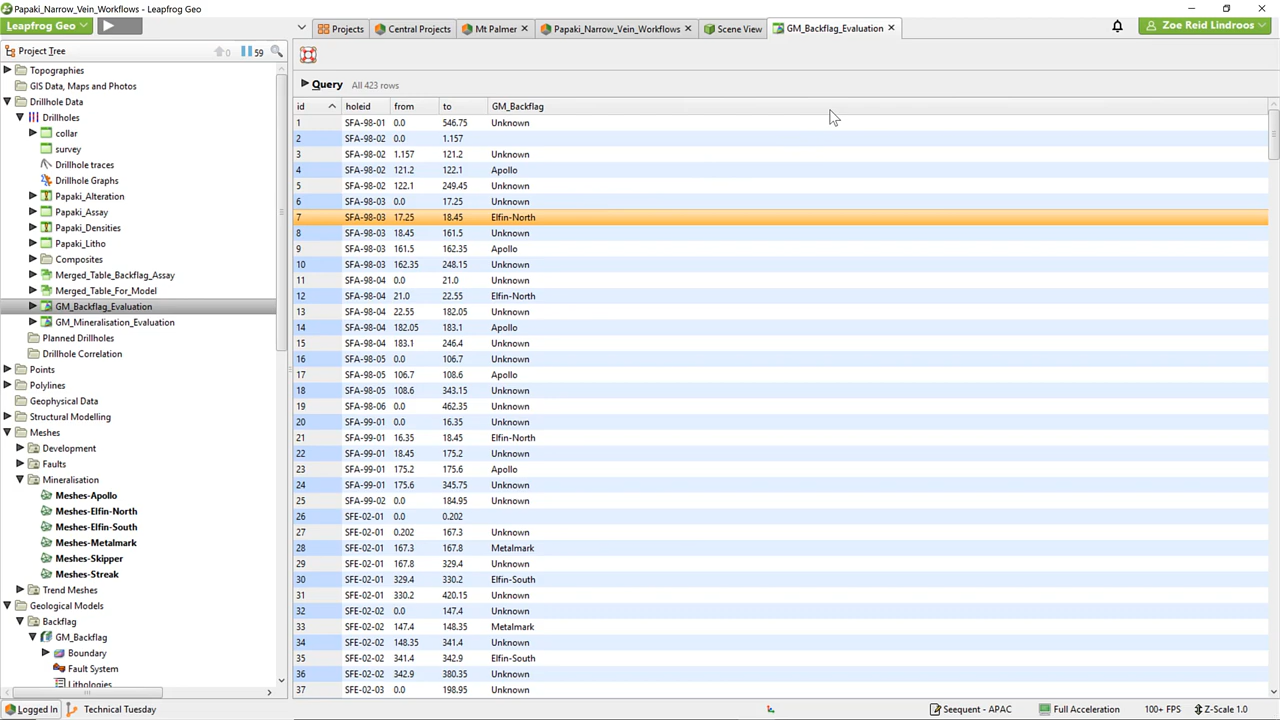 Papaki_Narrow_Vein_Workflows - Leapfrog Geo
Leapfrog Geo
Projects
Central Projects
Mt Palmer
Papaki_Narrow_Vein_Workflows
Scene View
GM_Backflag_Evaluation
Zoe Reid Lindroos
Project Tree
0
59
Topographies
GIS Data, Maps and Photos
Drillhole Data
Drillholes
collar
survey
Drillhole traces
Drillhole Graphs
Papaki_Alteration
Papaki_Assay
Papaki_Densities
Papaki_Litho
Composites
Merged_Table_Backflag_Assay
Merged_Table_For_Model
GM_Backflag_Evaluation
GM_Mineralisation_Evaluation
Planned Drillholes
Drillhole Correlation
Points
Polylines
Geophysical Data
Structural Modelling
Meshes
Development
Faults
Mineralisation
Meshes-Apollo
Meshes-Elfin-North
Meshes-Elfin-South
Meshes-Metalmark
Meshes-Skipper
Meshes-Streak
Trend Meshes
Geological Models
Backflag
GM_Backflag
Boundary
Fault System
Lithologies
Query All 423 rows
id holeid from to GM_Backflag
1 SFA-98-01 0.0 546.75 Unknown
2 SFA-98-02 0.0 1.157
3 SFA-98-02 1.157 121.2 Unknown
4 SFA-98-02 121.2 122.1 Apollo
5 SFA-98-02 122.1 249.45 Unknown
6 SFA-98-03 0.0 17.25 Unknown
7 SFA-98-03 17.25 18.45 Elfin-North
8 SFA-98-03 18.45 161.5 Unknown
9 SFA-98-03 161.5 162.35 Apollo
10 SFA-98-03 162.35 248.15 Unknown
11 SFA-98-04 0.0 21.0 Unknown
12 SFA-98-04 21.0 22.55 Elfin-North
13 SFA-98-04 22.55 182.05 Unknown
14 SFA-98-04 182.05 183.1 Apollo
15 SFA-98-04 183.1 246.4 Unknown
16 SFA-98-05 0.0 106.7 Unknown
17 SFA-98-05 106.7 108.6 Apollo
18 SFA-98-05 108.6 343.15 Unknown
19 SFA-98-06 0.0 462.35 Unknown
20 SFA-99-01 0.0 16.35 Unknown
21 SFA-99-01 16.35 18.45 Elfin-North
22 SFA-99-01 18.45 175.2 Unknown
23 SFA-99-01 175.2 175.6 Apollo
24 SFA-99-01 175.6 345.75 Unknown
25 SFA-99-02 0.0 184.95 Unknown
26 SFE-02-01 0.0 0.202
27 SFE-02-01 0.202 167.3 Unknown
28 SFE-02-01 167.3 167.8 Metalmark
29 SFE-02-01 167.8 329.4 Unknown
30 SFE-02-01 329.4 330.2 Elfin-South
31 SFE-02-01 330.2 420.15 Unknown
32 SFE-02-02 0.0 147.4 Unknown
33 SFE-02-02 147.4 148.35 Metalmark
34 SFE-02-02 148.35 341.4 Unknown
35 SFE-02-02 341.4 342.9 Elfin-South
36 SFE-02-02 342.9 380.35 Unknown
37 SFE-02-03 0.0 198.95 Unknown
Logged In
Technical Tuesday
Seequent - APAC
Full Acceleration
100+ FPS
Z-Scale 1.0